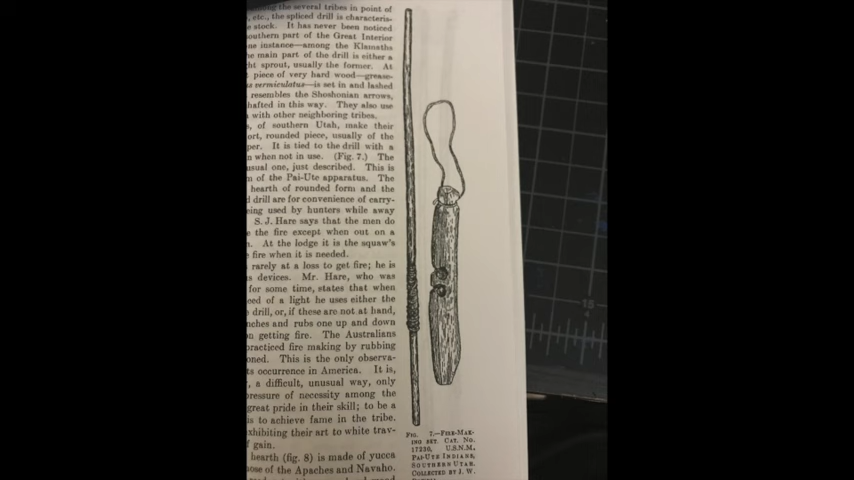 among the several tribes in point of
, etc., the spliced drill is characteris-
e stock. It has never been noticed
outhern part of the Great Interior
ne instance—among the Klamaths
he main part of the drill is either a
ht sprout, usually the former. At
piece of very hard wood—grease-
s vermiculatus—is set in and lashed
resembles the Shoshonian arrows,
hafted in this way. They also use
with other neighboring tribes.
, of southern Utah, make their
ort, rounded piece, usually of the
per. It is tied to the drill with a
n when not in use. (Fig. 7.) The
usual one, just described. This is
n of the Pai-Ute apparatus. The
hearth of rounded form and the
d drill are for convenience of carry-
eing used by hunters while away
S. J. Hare says that the men do
e the fire except when out on a
. At the lodge it is the squaw's
fire when it is needed.
rarely at a loss to get fire; he is
s devices. Mr. Hare, who was
for some time, states that when
eed of a light he uses either the
drill, or, if these are not at hand,
nches and rubs one up and down
n getting fire. The Australians
practiced fire making by rubbing
oned. This is the only observa-
ts occurrence in America. It is,
, a difficult, unusual way, only
pressure of necessity among the
great pride in their skill; to be a
is to achieve fame in the tribe.
exhibiting their art to white trav-
f gain.
hearth (fig. 8) is made of yucca
hose of the Apaches and Navaho.
Fig. 7.—Fire-Mak-
ing set. Cat. No.
17230, U.S.N.M.
Pai-Ute Indians,
Southern Utah.
Collected by J. W.
15